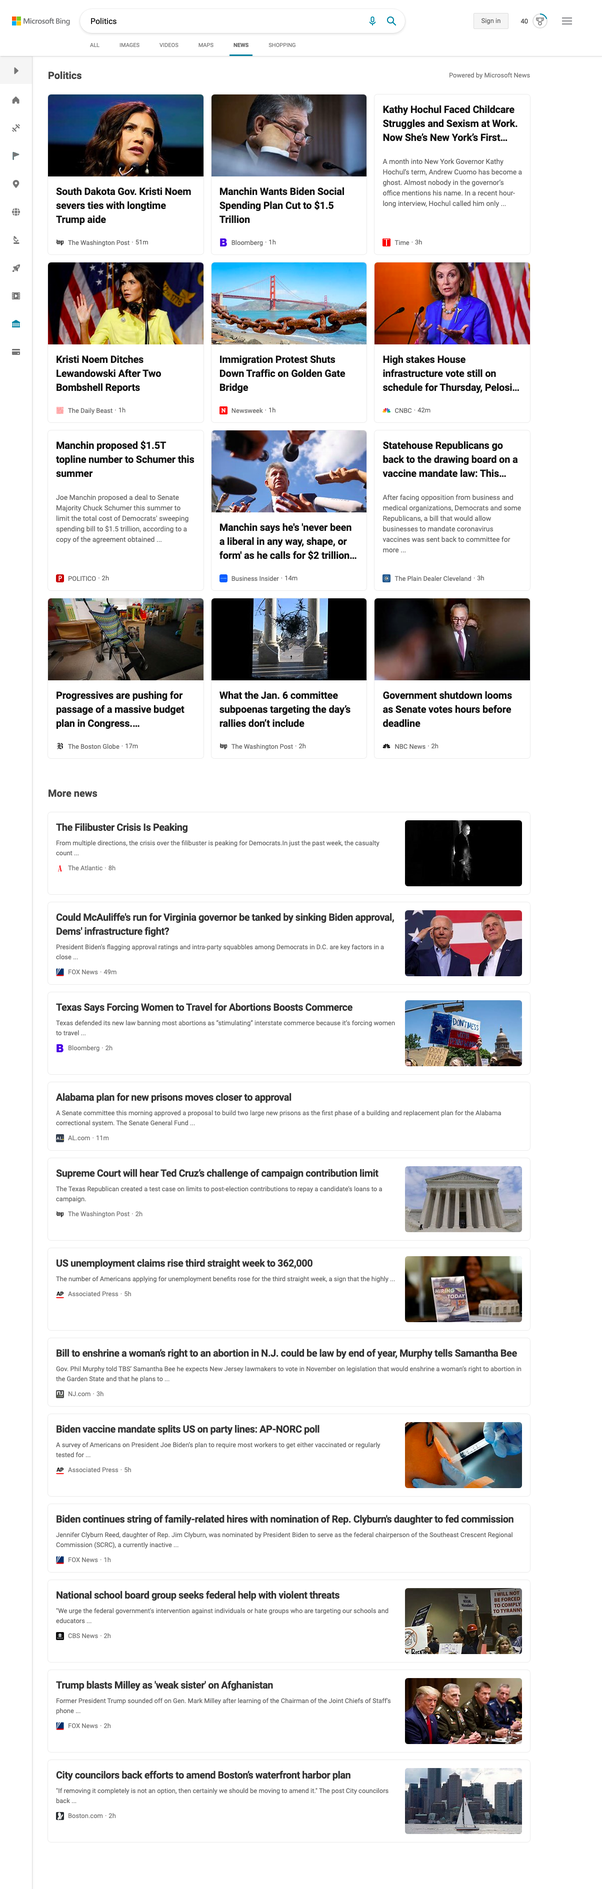 Microsoft Bing
Politics
Sign in
40
ALL IMAGES VIDEOS MAPS NEWS SHOPPING
Politics
Powered by Microsoft News
South Dakota Gov. Kristi Noem
severs ties with longtime
Trump aide
The Washington Post · 51m
Manchin Wants Biden Social
Spending Plan Cut to $1.5
Trillion
Bloomberg · 1h
Kathy Hochul Faced Childcare
Struggles and Sexism at Work.
Now She's New York's First...
A month into New York Governor Kathy
Hochul's term, Andrew Cuomo has become a
ghost. Almost nobody in the governor's
office mentions his name. In a recent hour-
long interview, Hochul called him only ...
Time · 3h
Kristi Noem Ditches
Lewandowski After Two
Bombshell Reports
The Daily Beast · 1h
Immigration Protest Shuts
Down Traffic on Golden Gate
Bridge
Newsweek · 1h
High stakes House
infrastructure vote still on
schedule for Thursday, Pelosi...
CNBC · 42m
Manchin proposed $1.5T
topline number to Schumer this
summer
Joe Manchin proposed a deal to Senate
Majority Chuck Schumer this summer to
limit the total cost of Democrats' sweeping
spending bill to $1.5 trillion, according to a
copy of the agreement obtained ...
POLITICO · 2h
Manchin says he's 'never been
a liberal in any way, shape, or
form' as he calls for $2 trillion...
Business Insider · 14m
Statehouse Republicans go
back to the drawing board on a
vaccine mandate law: This...
After facing opposition from business and
medical organizations, Democrats and some
Republicans, a bill that would allow
businesses to mandate coronavirus
vaccines was sent back to committee for
more ...
The Plain Dealer Cleveland · 3h
Progressives are pushing for
passage of a massive budget
plan in Congress....
The Boston Globe · 17m
What the Jan. 6 committee
subpoenas targeting the day's
rallies don't include
The Washington Post · 2h
Government shutdown looms
as Senate votes hours before
deadline
NBC News · 2h
More news
The Filibuster Crisis Is Peaking
From multiple directions, the crisis over the filibuster is peaking for Democrats.In just the past week, the casualty
count ...
The Atlantic · 8h
Could McAuliffe's run for Virginia governor be tanked by sinking Biden approval,
Dems' infrastructure fight?
President Biden's flagging approval ratings and intra-party squabbles among Democrats in D.C. are key factors in a
close ...
FOX News · 49m
Texas Says Forcing Women to Travel for Abortions Boosts Commerce
Texas defended its new law banning most abortions as "stimulating" interstate commerce because it's forcing women
to travel ...
Bloomberg · 2h
DON'T MESS
Alabama plan for new prisons moves closer to approval
A Senate committee this morning approved a proposal to build two large new prisons as the first phase of a building and replacement plan for the Alabama
correctional system. The Senate General Fund ...
AL.com · 11m
Supreme Court will hear Ted Cruz's challenge of campaign contribution limit
The Texas Republican created a test case on limits to post-election contributions to repay a candidate's loans to a
campaign.
The Washington Post · 2h
US unemployment claims rise third straight week to 362,000
The number of Americans applying for unemployment benefits rose for the third straight week, a sign that the highly ...
AP Associated Press · 5h
TODAY
Bill to enshrine a woman's right to an abortion in N.J. could be law by end of year, Murphy tells Samantha Bee
Gov. Phil Murphy told TBS' Samantha Bee he expects New Jersey lawmakers to vote in November on legislation that would enshrine a woman's right to abortion in
the Garden State and that he plans to ...
NJ.com · 3h
Biden vaccine mandate splits US on party lines: AP-NORC poll
A survey of Americans on President Joe Biden's plan to require most workers to get either vaccinated or regularly
tested for ...
AP Associated Press · 5h
Biden continues string of family-related hires with nomination of Rep. Clyburn's daughter to fed commission
Jennifer Clyburn Reed, daughter of Rep. Jim Clyburn, was nominated by President Biden to serve as the federal chairperson of the Southeast Crescent Regional
Commission (SCRC), a currently inactive ...
FOX News · 1h
National school board group seeks federal help with violent threats
"We urge the federal government's intervention against individuals or hate groups who are targeting our schools and
educators ...
CBS News · 2h
I WILL NOT
BE FORCED
TO COMPLY
TO TYRANNY
Trump blasts Milley as 'weak sister' on Afghanistan
Former President Trump sounded off on Gen. Mark Milley after learning of the Chairman of the Joint Chiefs of Staff's
phone ...
FOX News · 2h
City councilors back efforts to amend Boston's waterfront harbor plan
"If removing it completely is not an option, then certainly we should be moving to amend it." The post City councilors
back ...
Boston.com · 2h